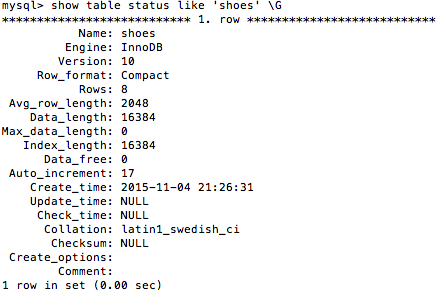 mysql> show table status like 'shoes' \G
*************************** 1. row ***************************
Name: shoes
Engine: InnoDB
Version: 10
Row_format: Compact
Rows: 8
Avg_row_length: 2048
Data_length: 16384
Max_data_length: 0
Index_length: 16384
Data_free: 0
Auto_increment: 17
Create_time: 2015-11-04 21:26:31
Update_time: NULL
Check_time: NULL
Collation: latin1_swedish_ci
Checksum: NULL
Create_options:
Comment:
1 row in set (0.00 sec)